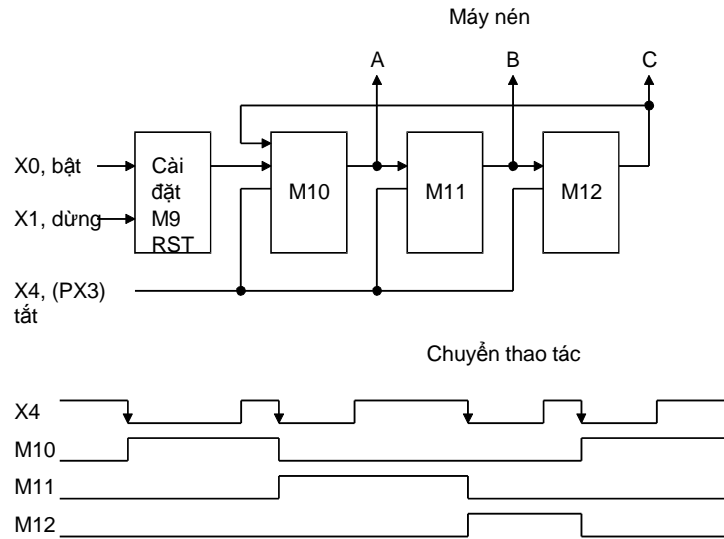 Máy nén
A B C
X0, bật
X1, dừng
Cài
đặt
M9
RST
M10 M11 M12
X4, (PX3)
tắt
Chuyển thao tác
X4
M10
M11
M12